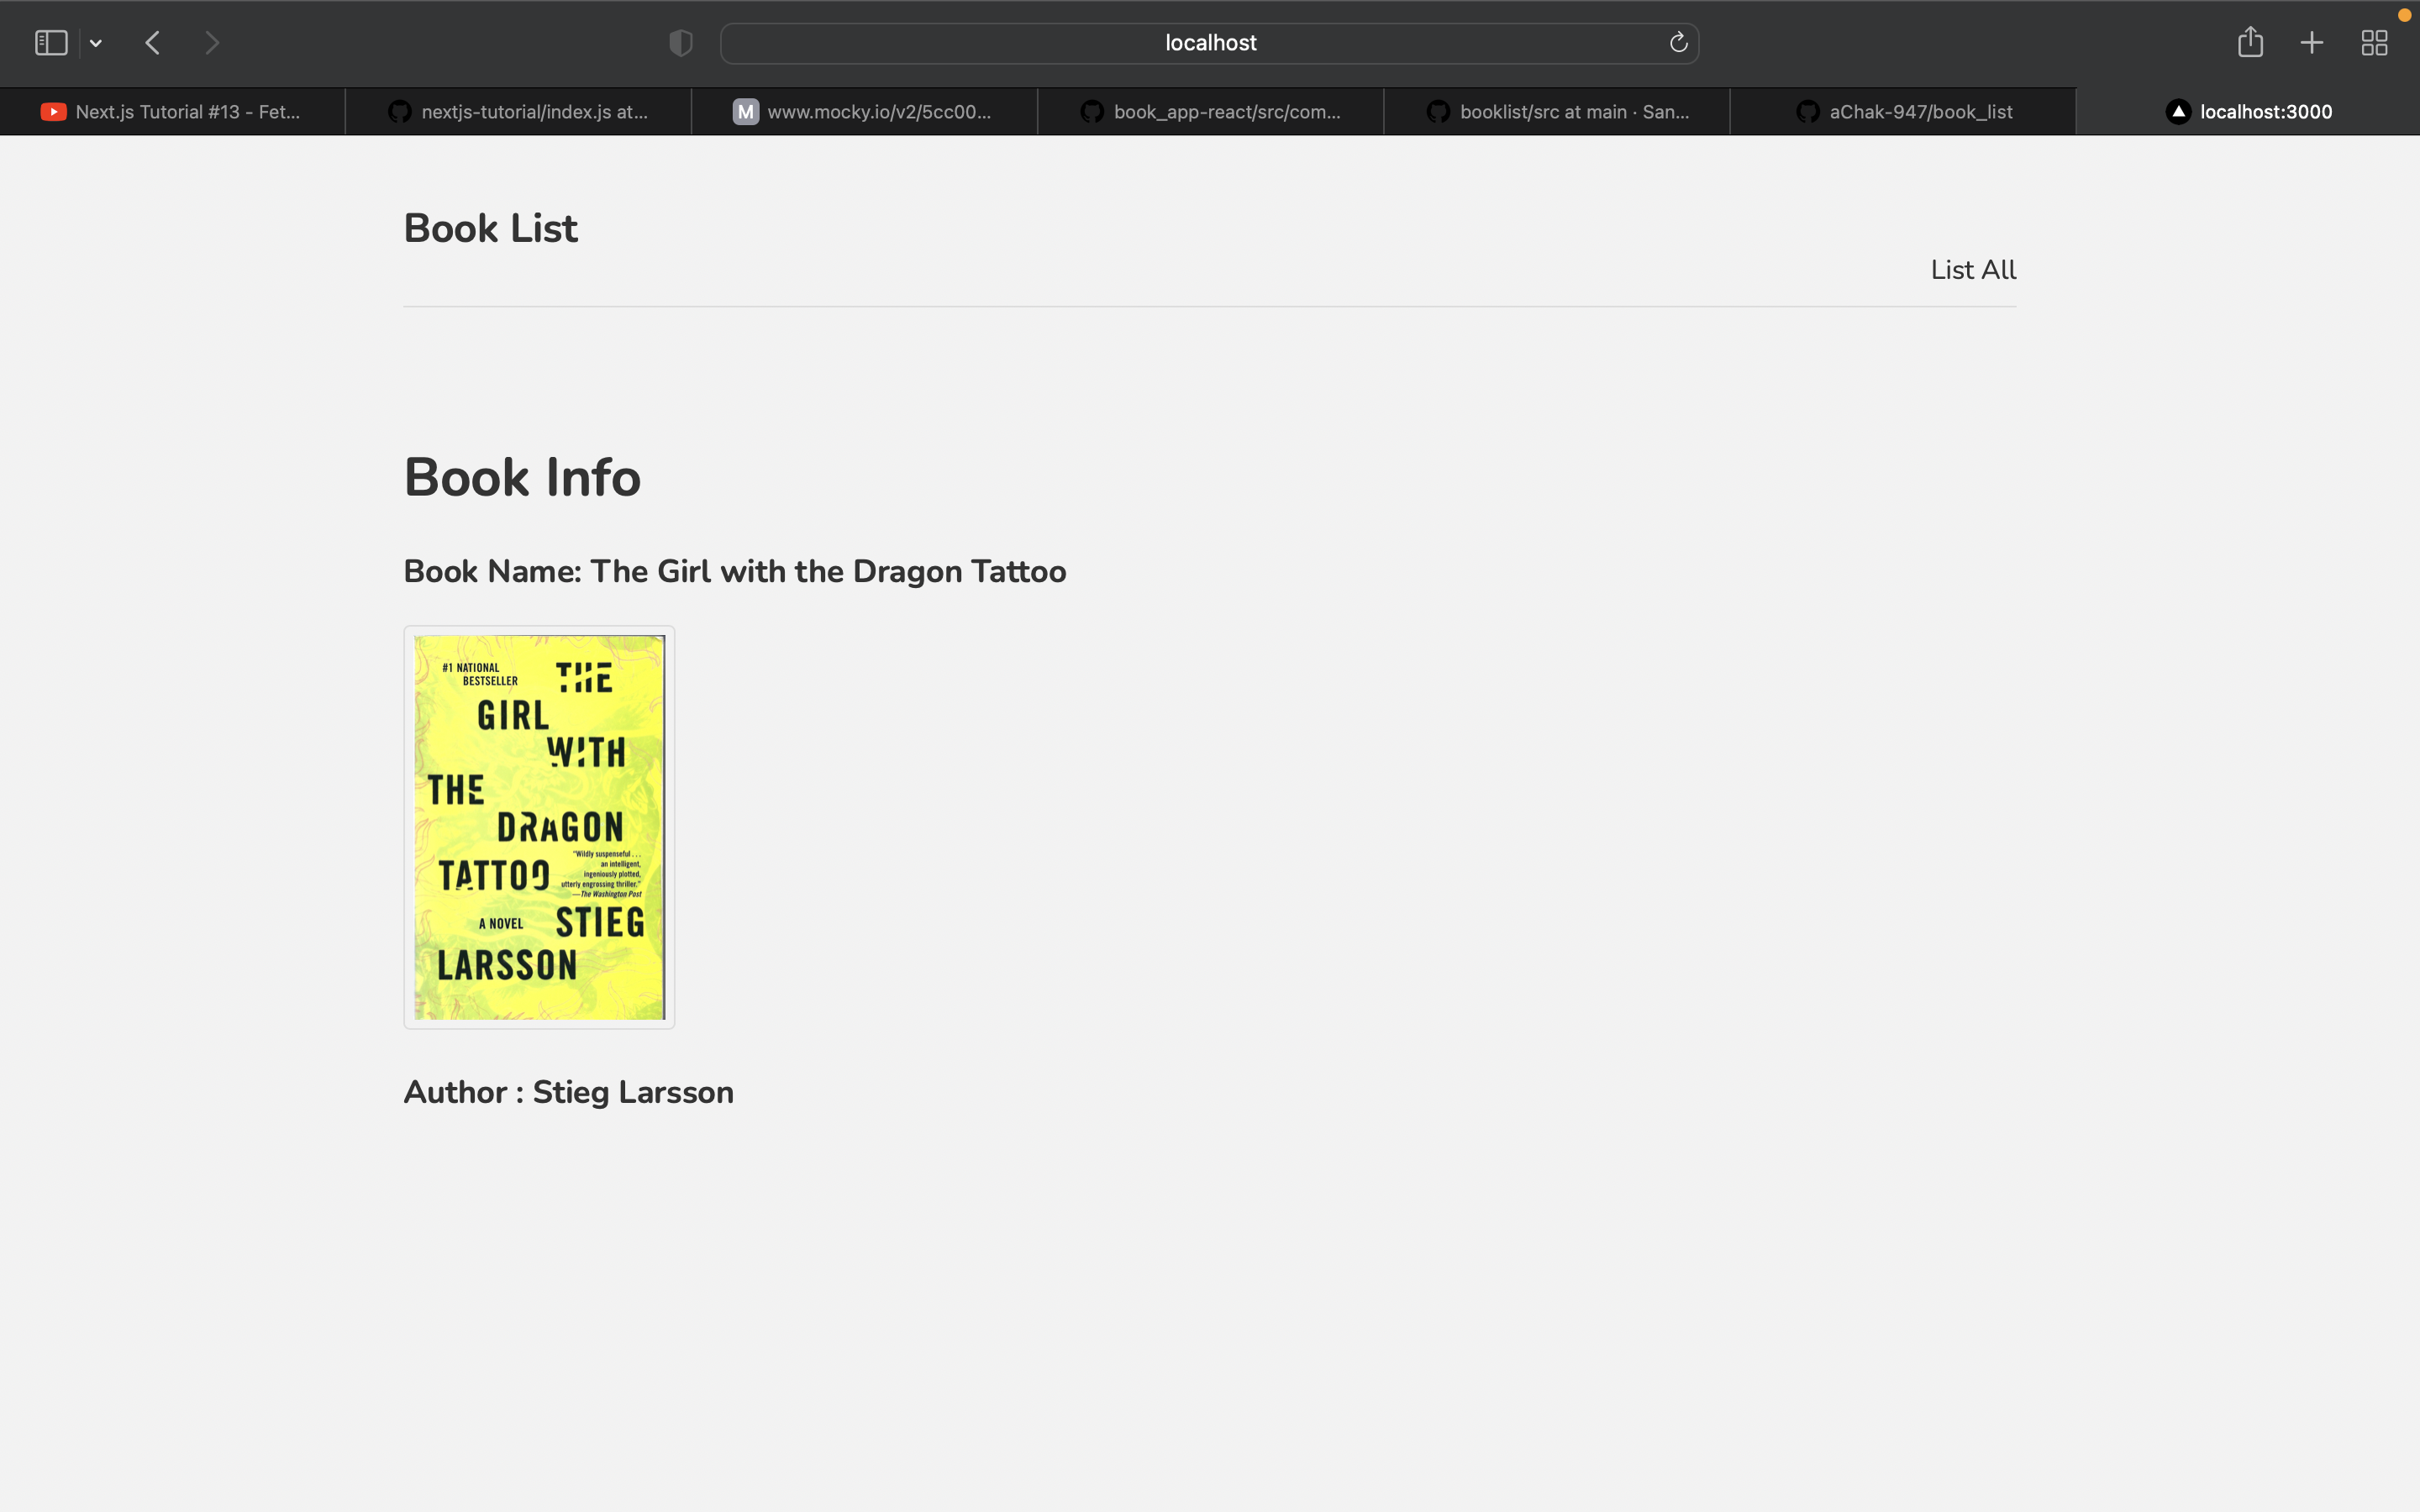 localhost
Next.js Tutorial #13 - Fet...
nextjs-tutorial/index.js at...
M www.mocky.io/v2/5cc00...
book_app-react/src/com...
booklist/src at main · San...
aChak-947/book_list
localhost:3000
Book List
List All
Book Info
Book Name: The Girl with the Dragon Tattoo
#1 NATIONAL
BESTSELLER
THE
GIRL
WITH
THE
DRAGON
TATTOO
"Wildly suspenseful . . .
an intelligent,
ingeniously plotted,
utterly engrossing thriller."
—The Washington Post
A NOVEL
STIEG
LARSSON
Author : Stieg Larsson